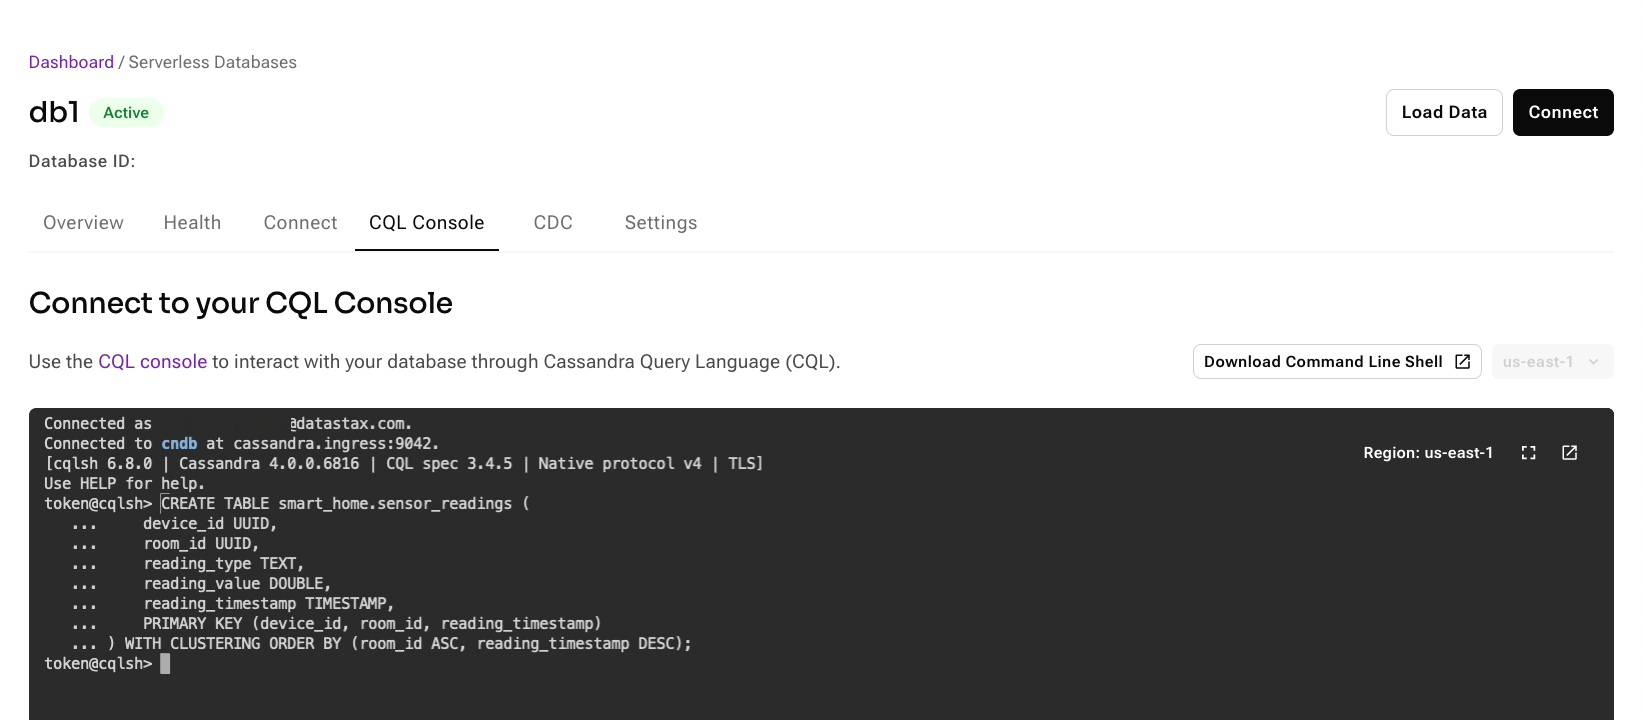 Dashboard / Serverless Databases
db1 Active
Load Data Connect
Database ID:
Overview Health Connect CQL Console CDC Settings
Connect to your CQL Console
Use the CQL console to interact with your database through Cassandra Query Language (CQL).
Download Command Line Shell us-east-1
Connected as @datastax.com.
Connected to cndb at cassandra.ingress:9042.
Region: us-east-1
[cqlsh 6.8.0 | Cassandra 4.0.0.6816 | CQL spec 3.4.5 | Native protocol v4 | TLS]
Use HELP for help.
token@cqlsh> CREATE TABLE smart_home.sensor_readings (
   ...     device_id UUID,
   ...     room_id UUID,
   ...     reading_type TEXT,
   ...     reading_value DOUBLE,
   ...     reading_timestamp TIMESTAMP,
   ...     PRIMARY KEY (device_id, room_id, reading_timestamp)
   ... ) WITH CLUSTERING ORDER BY (room_id ASC, reading_timestamp DESC);
token@cqlsh>